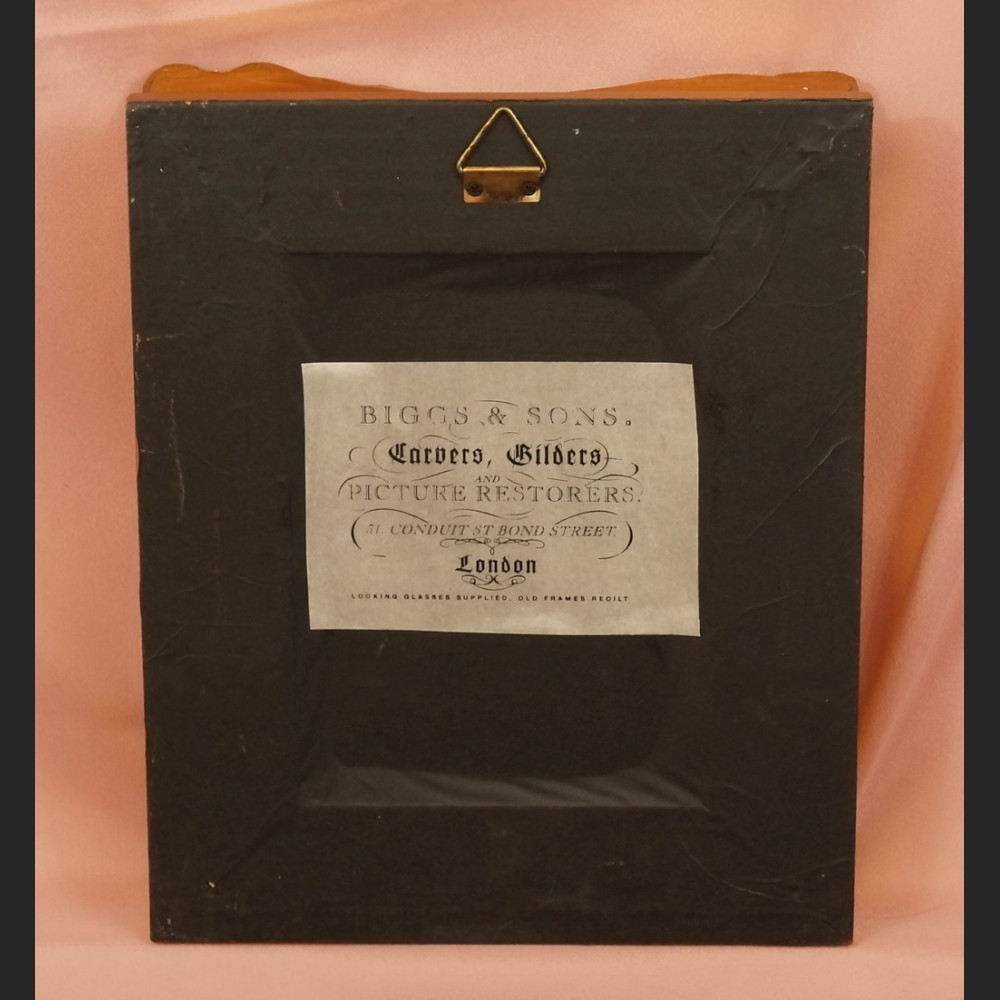 BIGGS & SONS.
Carvers, Gilders
AND
PICTURE RESTORERS.
31. CONDUIT ST BOND STREET.
London
LOOKING GLASSES SUPPLIED. OLD FRAMES REGILT